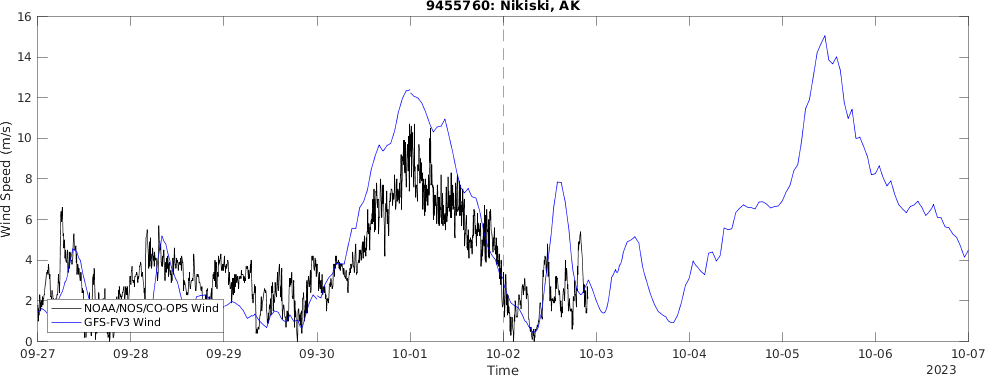 9455760: Nikiski, AK
16
14
12
10
8
6
4
2
0
Wind Speed (m/s)
NOAA/NOS/CO-OPS Wind
GFS-FV3 Wind
09-27 09-28 09-29 09-30 10-01 10-02 10-03 10-04 10-05 10-06 10-07
Time
2023